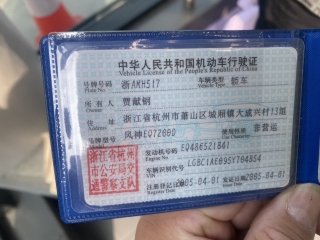 中华人民共和国机动车行驶证
Vehicle License of the People's Republic of China
号牌号码 浙AKH517 车辆类型 轿车
Plate No. Vehicle Type
所有人 贾献钢
Owner
住址 浙江省杭州市萧山区城厢镇大成兴村13组
Address
品牌型号 风神EQ7200D 使用性质 非营运
浙江省杭州市公安局交通警察支队
发动机号码 EQ486521841
Engine No.
车辆识别代号 LGBC1AE095Y704854
VIN
注册登记日期 2005-04-01 发证日期 2005-04-01